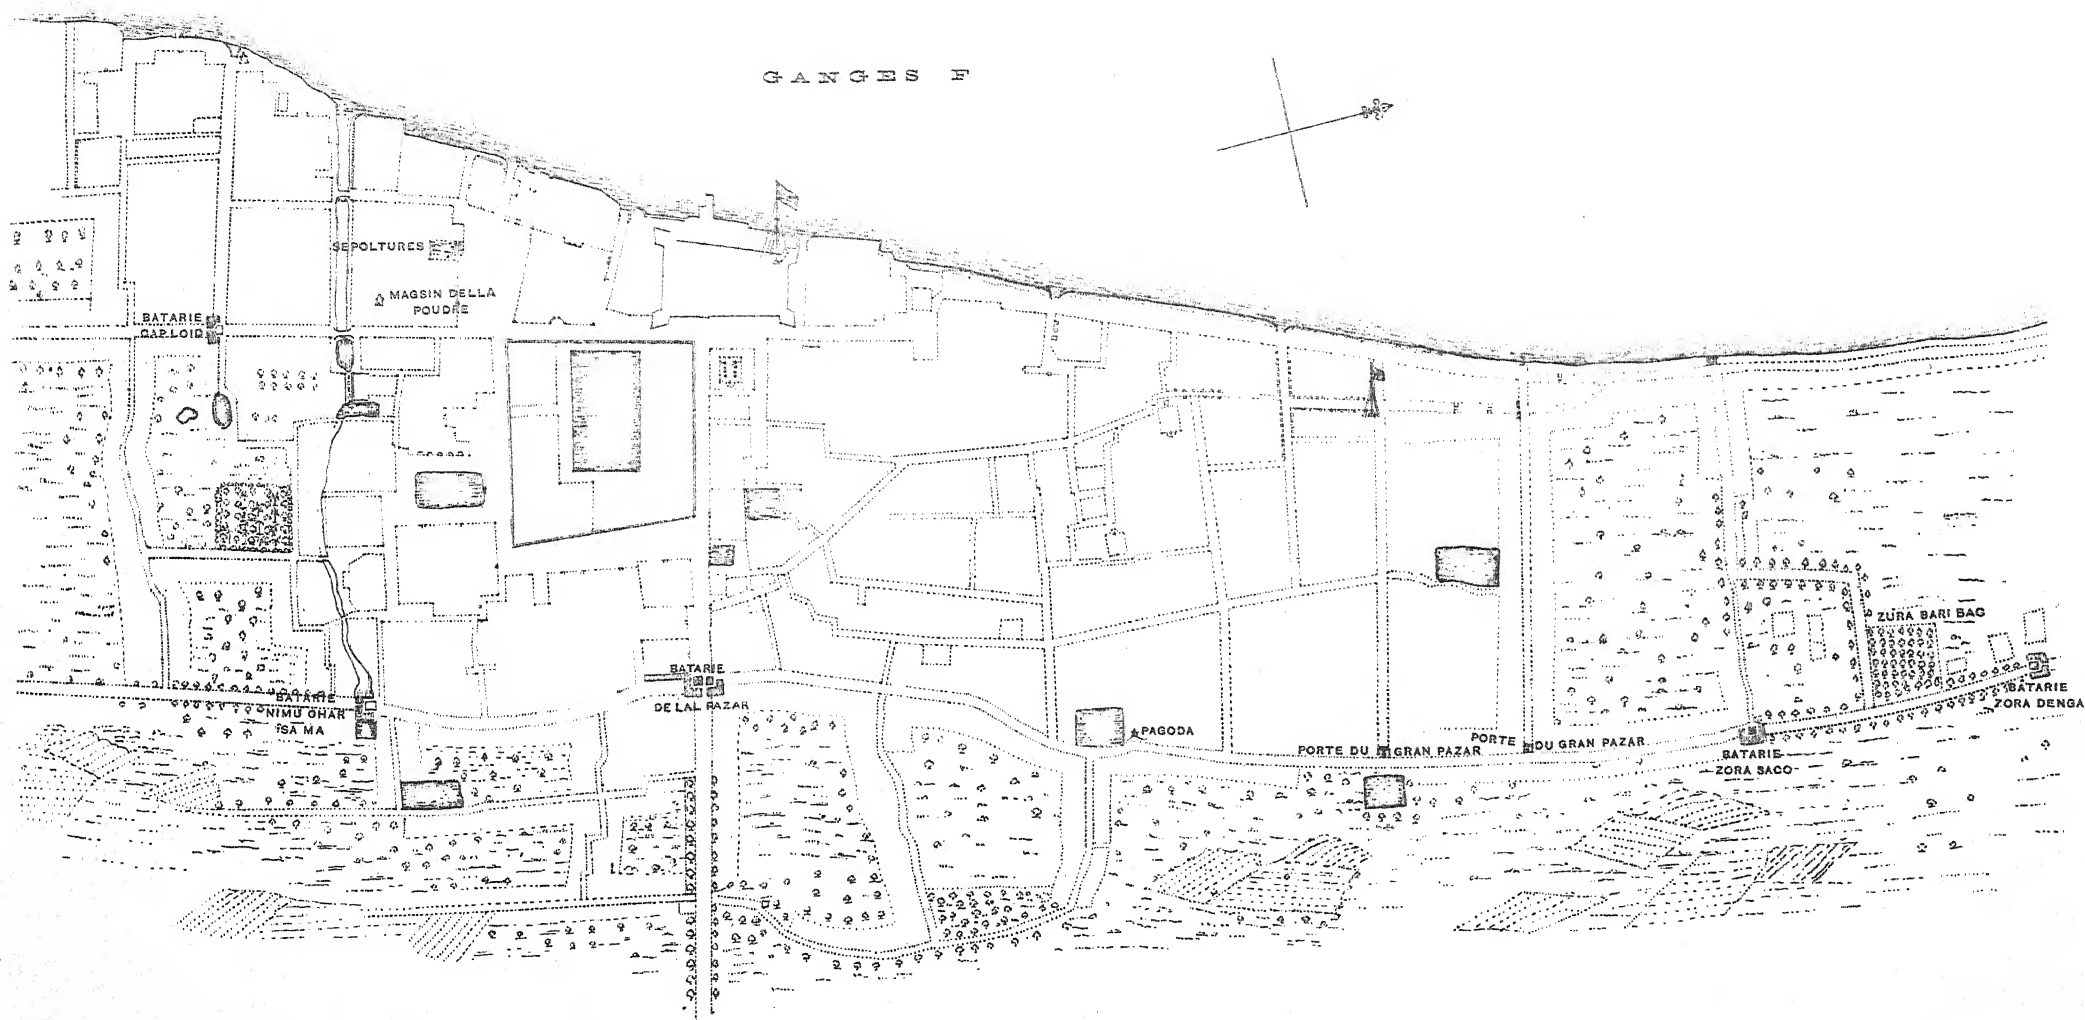 GANGES F
SEPOLTURES
MAGSIN DELLA
POUDRE
BATARIE
CAP LOID
ZURA BARI BAG
BATARIE
DE LAL PAZAR
BATARIE
NIMU GHAR
SA MA
BATARIE
ZORA DENGA
PAGODA
PORTE DU GRAN PAZAR
PORTE DU GRAN PAZAR
BATARIE
ZORA SACO